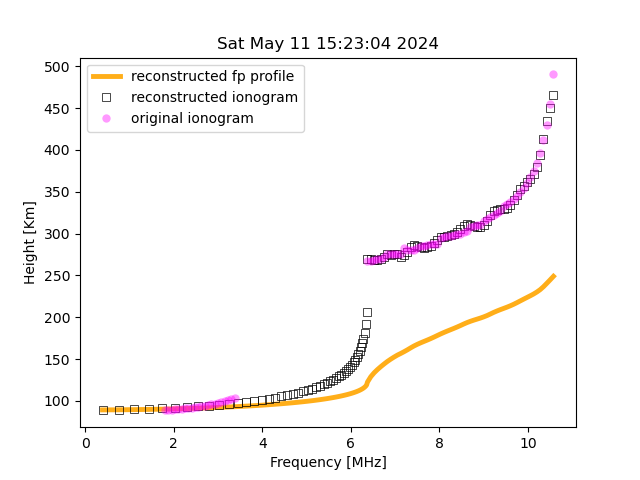 Sat May 11 15:23:04 2024
reconstructed fp profile
reconstructed ionogram
original ionogram
Height [Km]
500
450
400
350
300
250
200
150
100
0 2 4 6 8 10
Frequency [MHz]